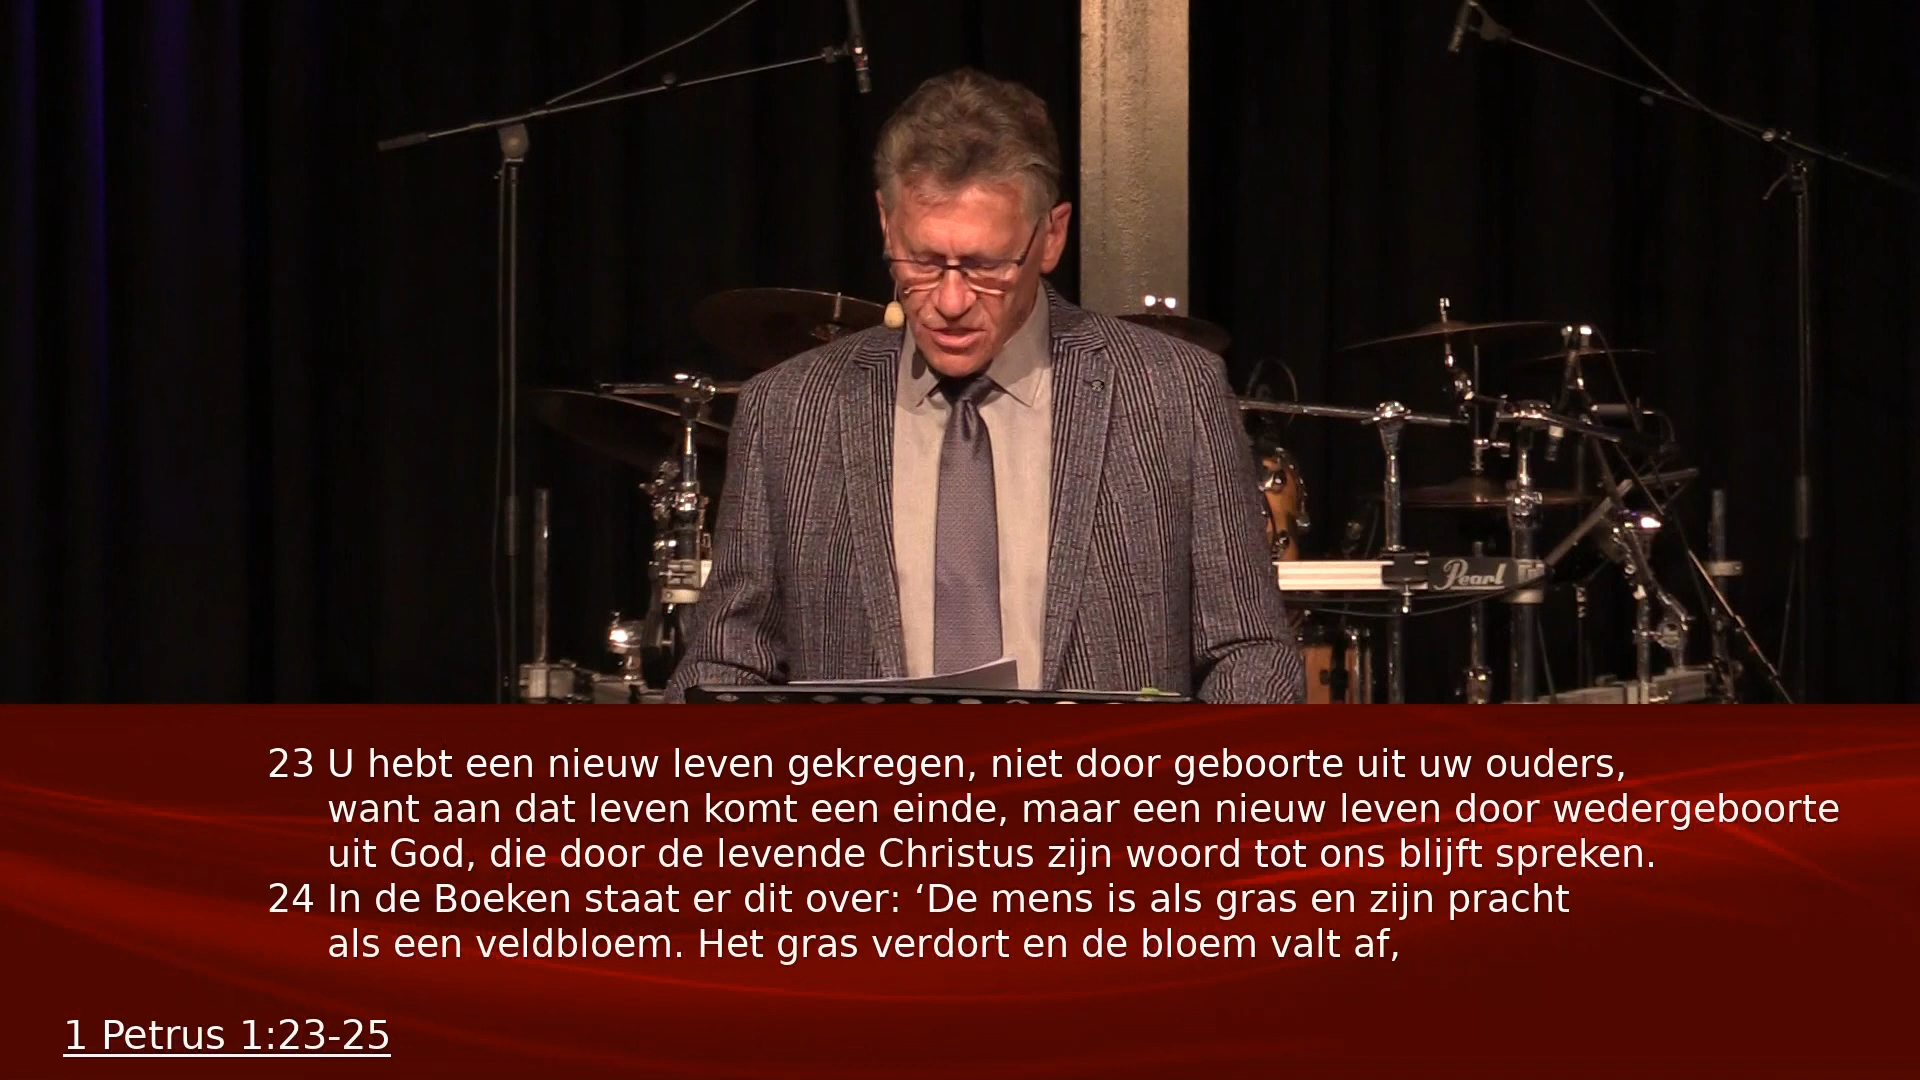 Pearl
23 U hebt een nieuw leven gekregen, niet door geboorte uit uw ouders,
want aan dat leven komt een einde, maar een nieuw leven door wedergeboorte
uit God, die door de levende Christus zijn woord tot ons blijft spreken.
24 In de Boeken staat er dit over: ‘De mens is als gras en zijn pracht
als een veldbloem. Het gras verdort en de bloem valt af,
1 Petrus 1:23-25